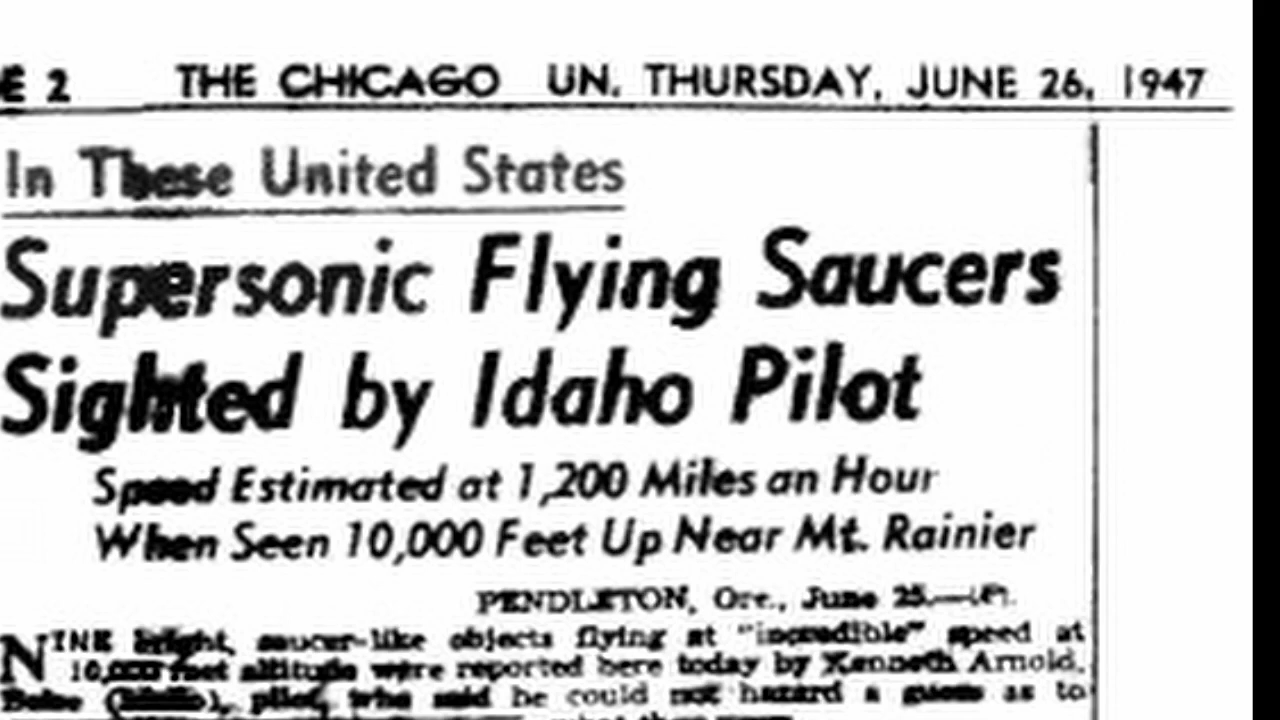 E 2 THE CHICAGO UN, THURSDAY, JUNE 26, 1947
In These United States
Supersonic Flying Saucers
Sighted by Idaho Pilot
Speed Estimated at 1,200 Miles an Hour
When Seen 10,000 Feet Up Near Mt. Rainier
PENDLETON, Ore., June 25.—(P).
NINE bright, saucer-like objects flying at "incredible" speed at
10,000 feet altitude were reported here today by Kenneth Arnold,
Boise (Idaho), pilot, who said he could not hazard a guess as to
what they were